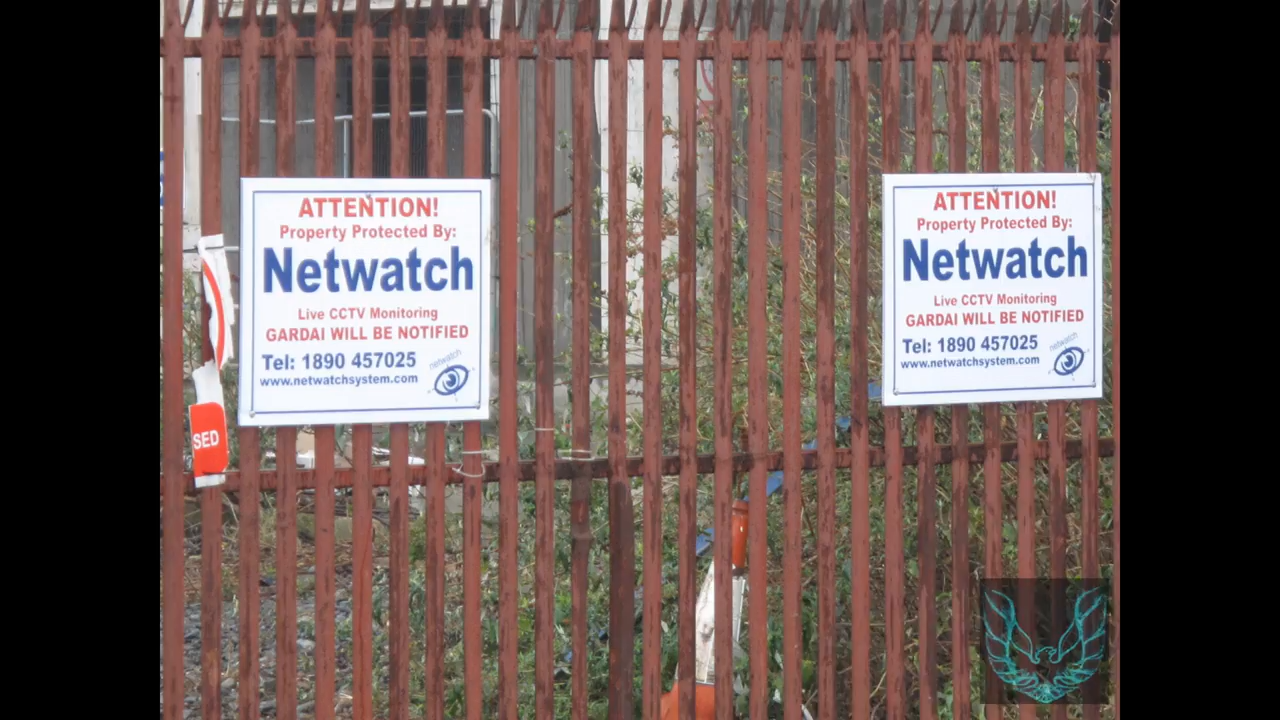 ATTENTION!
Property Protected By:
Netwatch
Live CCTV Monitoring
GARDAI WILL BE NOTIFIED
Tel: 1890 457025
www.netwatchsystem.com
netwatch
SED
ATTENTION!
Property Protected By:
Netwatch
Live CCTV Monitoring
GARDAI WILL BE NOTIFIED
Tel: 1890 457025
www.netwatchsystem.com
netwatch